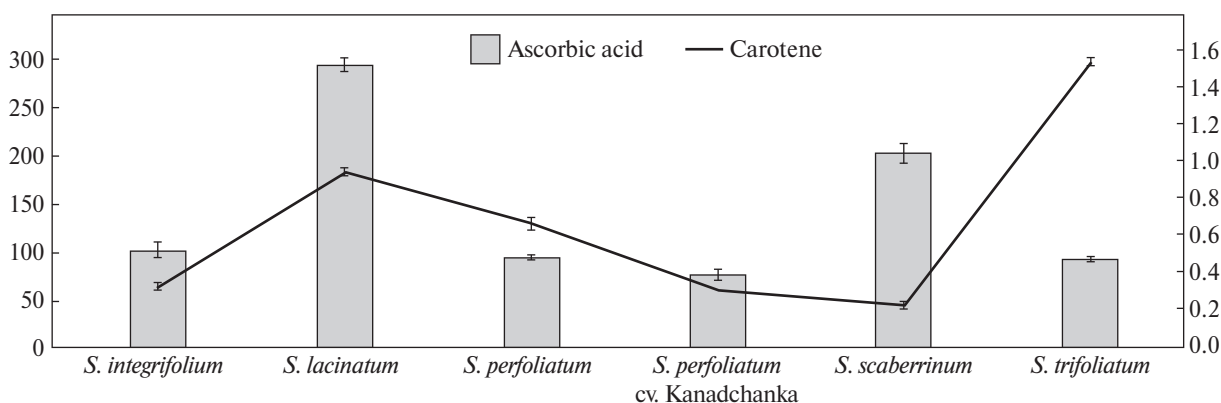 Ascorbic acid
Carotene
300
250
200
150
100
50
0
1.6
1.4
1.2
1.0
0.8
0.6
0.4
0.2
0.0
S. integrifolium
S. lacinatum
S. perfoliatum
S. perfoliatum
cv. Kanadchanka
S. scaberrinum
S. trifoliatum